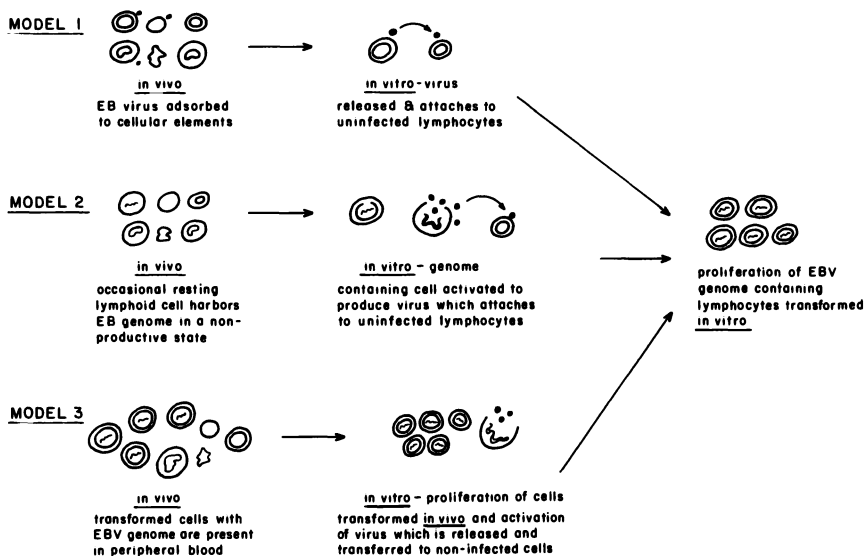 MODEL 1
in vivo
EB virus adsorbed
to cellular elements
in vitro-virus
released & attaches to
uninfected lymphocytes
MODEL 2
in vivo
occasional resting
lymphoid cell harbors
EB genome in a non-
productive state
in vitro - genome
containing cell activated to
produce virus which attaches
to uninfected lymphocytes
proliferation of EBV
genome containing
lymphocytes transformed
in vitro
MODEL 3
in vivo
transformed cells with
EBV genome are present
in peripheral blood
in vitro - proliferation of cells
transformed in vivo and activation
of virus which is released and
transferred to non-infected cells